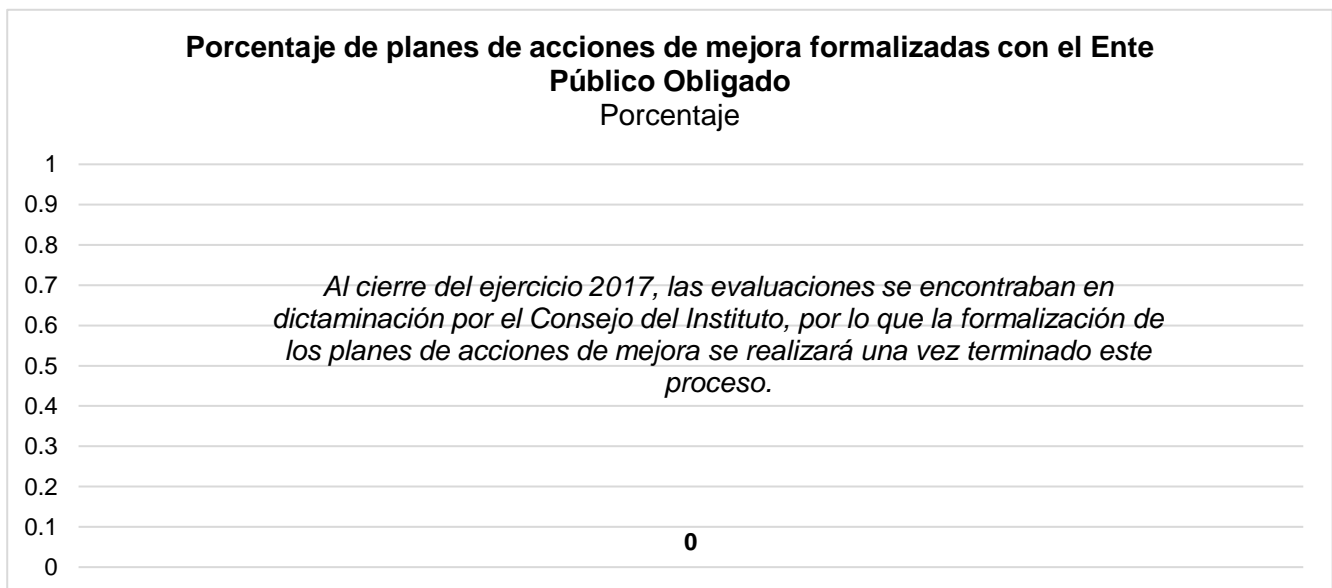 Porcentaje de planes de acciones de mejora formalizadas con el Ente
Público Obligado
Porcentaje
1
0.9
0.8
0.7
0.6
0.5
0.4
0.3
0.2
0.1
0
Al cierre del ejercicio 2017, las evaluaciones se encontraban en
dictaminación por el Consejo del Instituto, por lo que la formalización de
los planes de acciones de mejora se realizará una vez terminado este
proceso.
0